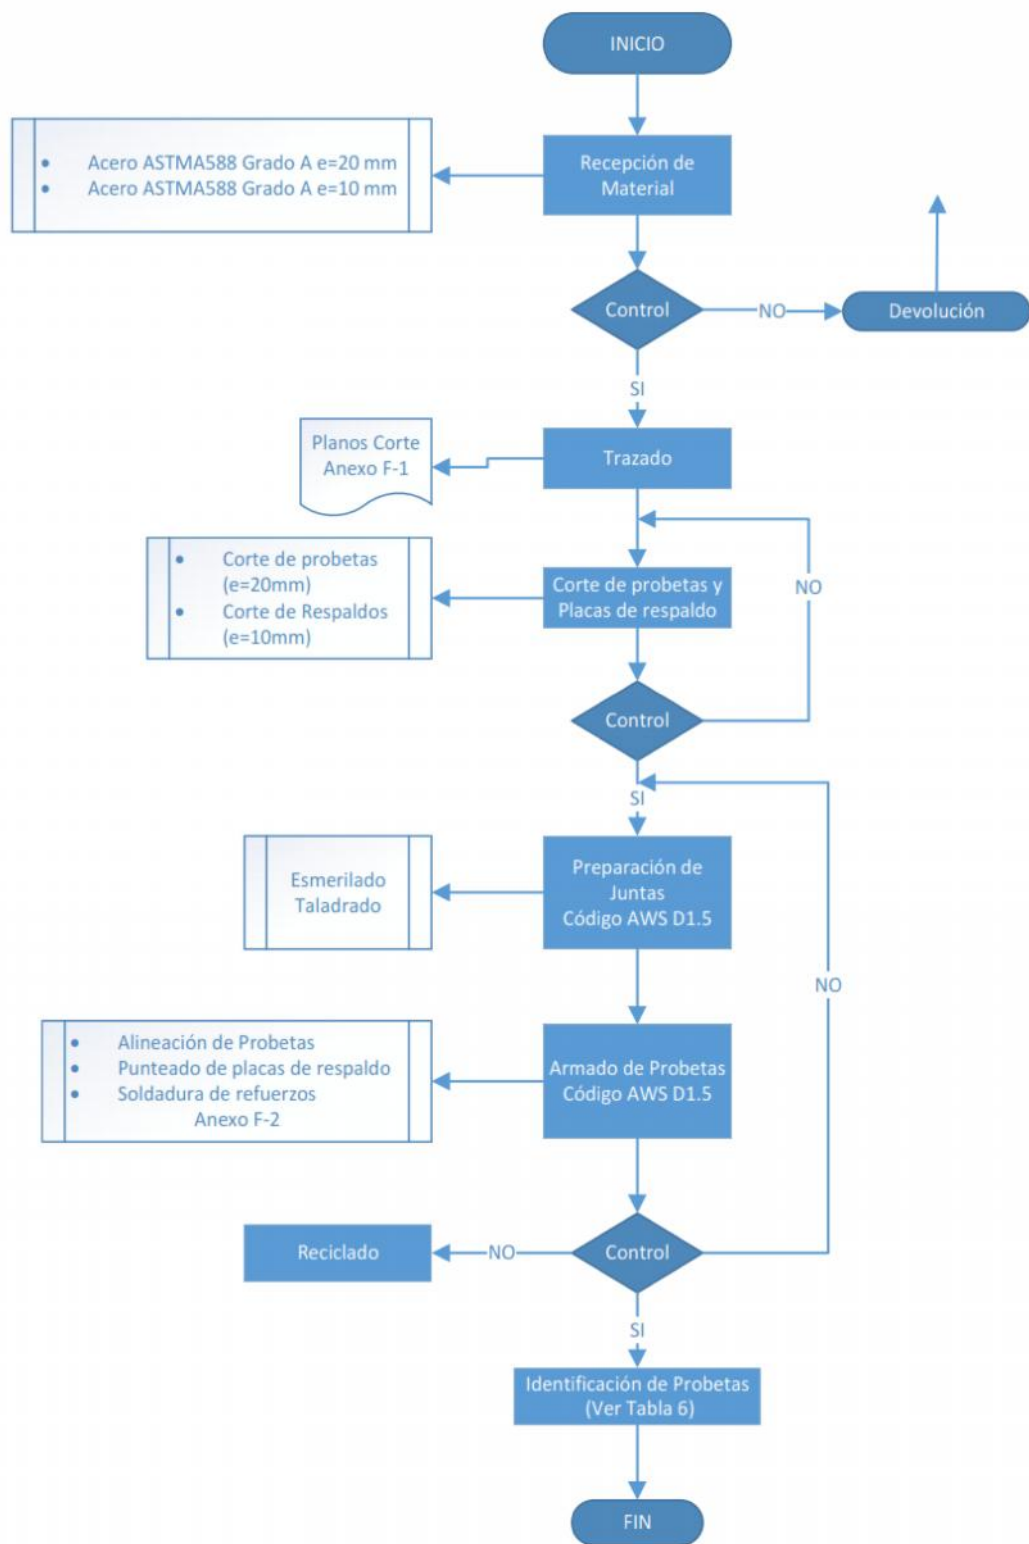 INICIO
• Acero ASTMA588 Grado A e=20 mm
• Acero ASTMA588 Grado A e=10 mm
Recepción de
Material
Control
NO
Devolución
SI
Planos Corte
Anexo F-1
Trazado
• Corte de probetas
(e=20mm)
• Corte de Respaldos
(e=10mm)
Corte de probetas y
Placas de respaldo
NO
Control
SI
Esmerilado
Taladrado
Preparación de
Juntas
Código AWS D1.5
NO
• Alineación de Probetas
• Punteado de placas de respaldo
• Soldadura de refuerzos
Anexo F-2
Armado de Probetas
Código AWS D1.5
Reciclado
NO
Control
SI
Identificación de Probetas
(Ver Tabla 6)
FIN